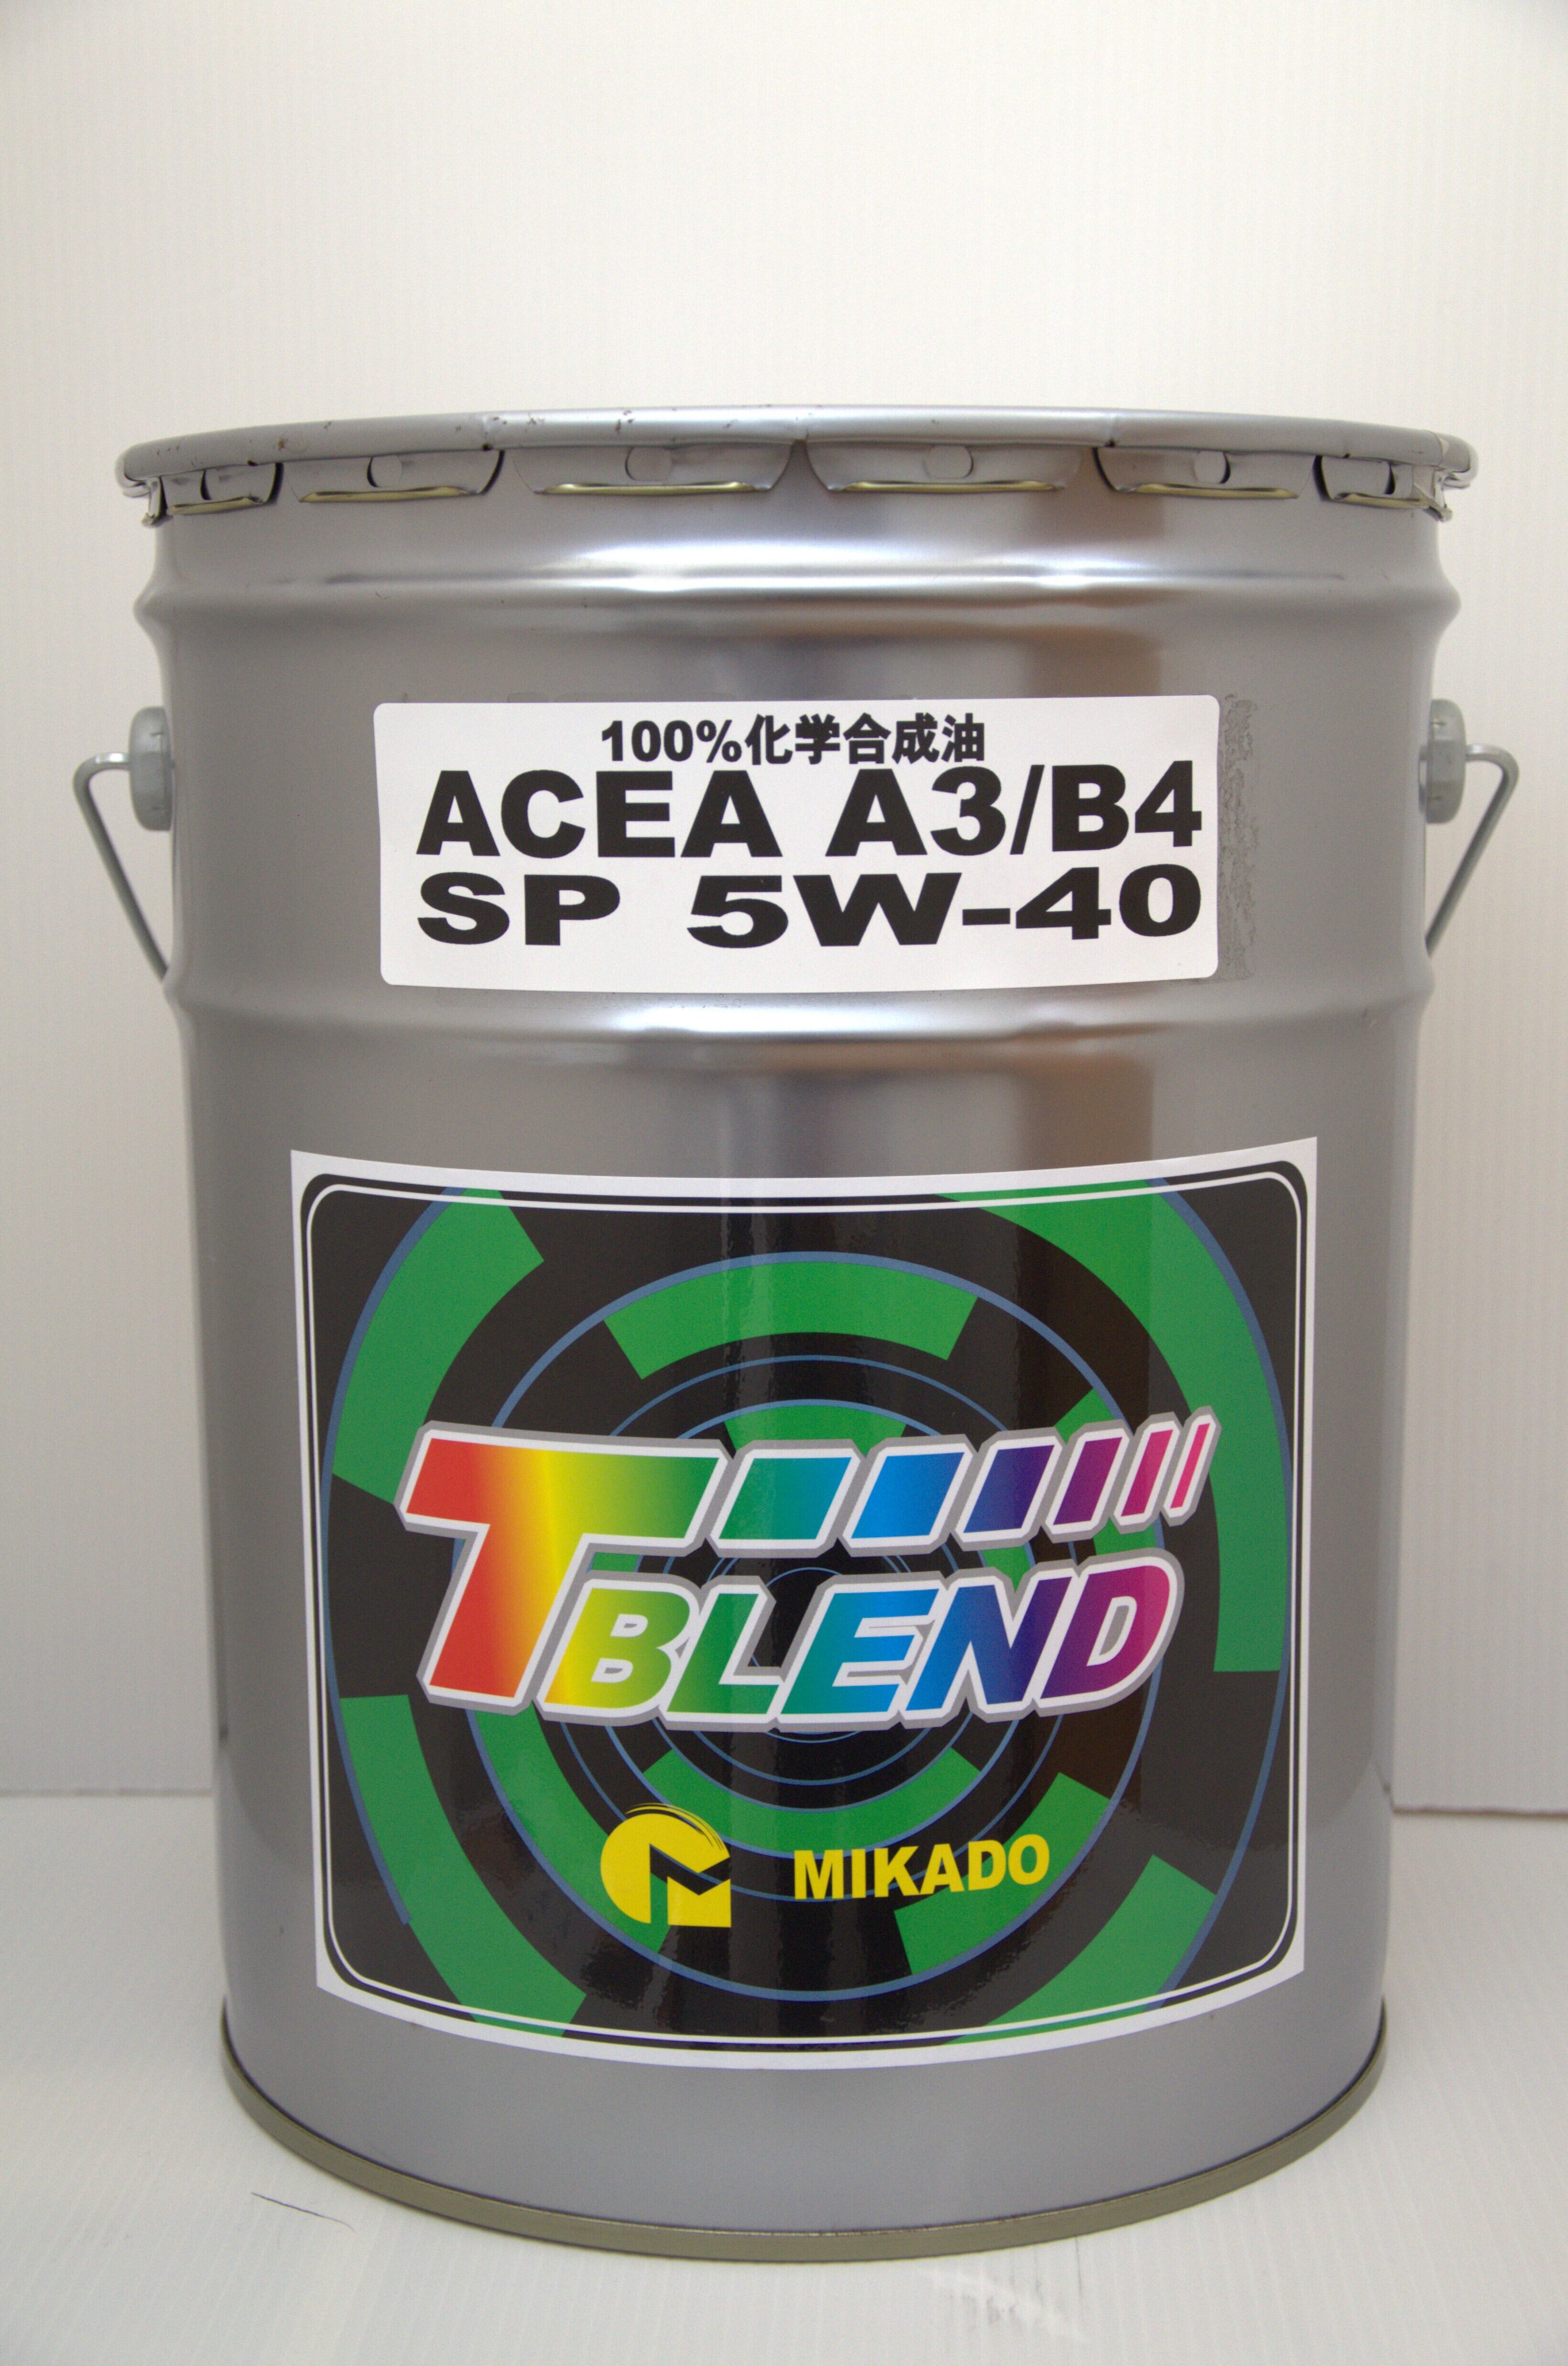 100%化学合成油
ACEA A3/B4
SP 5W-40
T BLEND
MIKADO